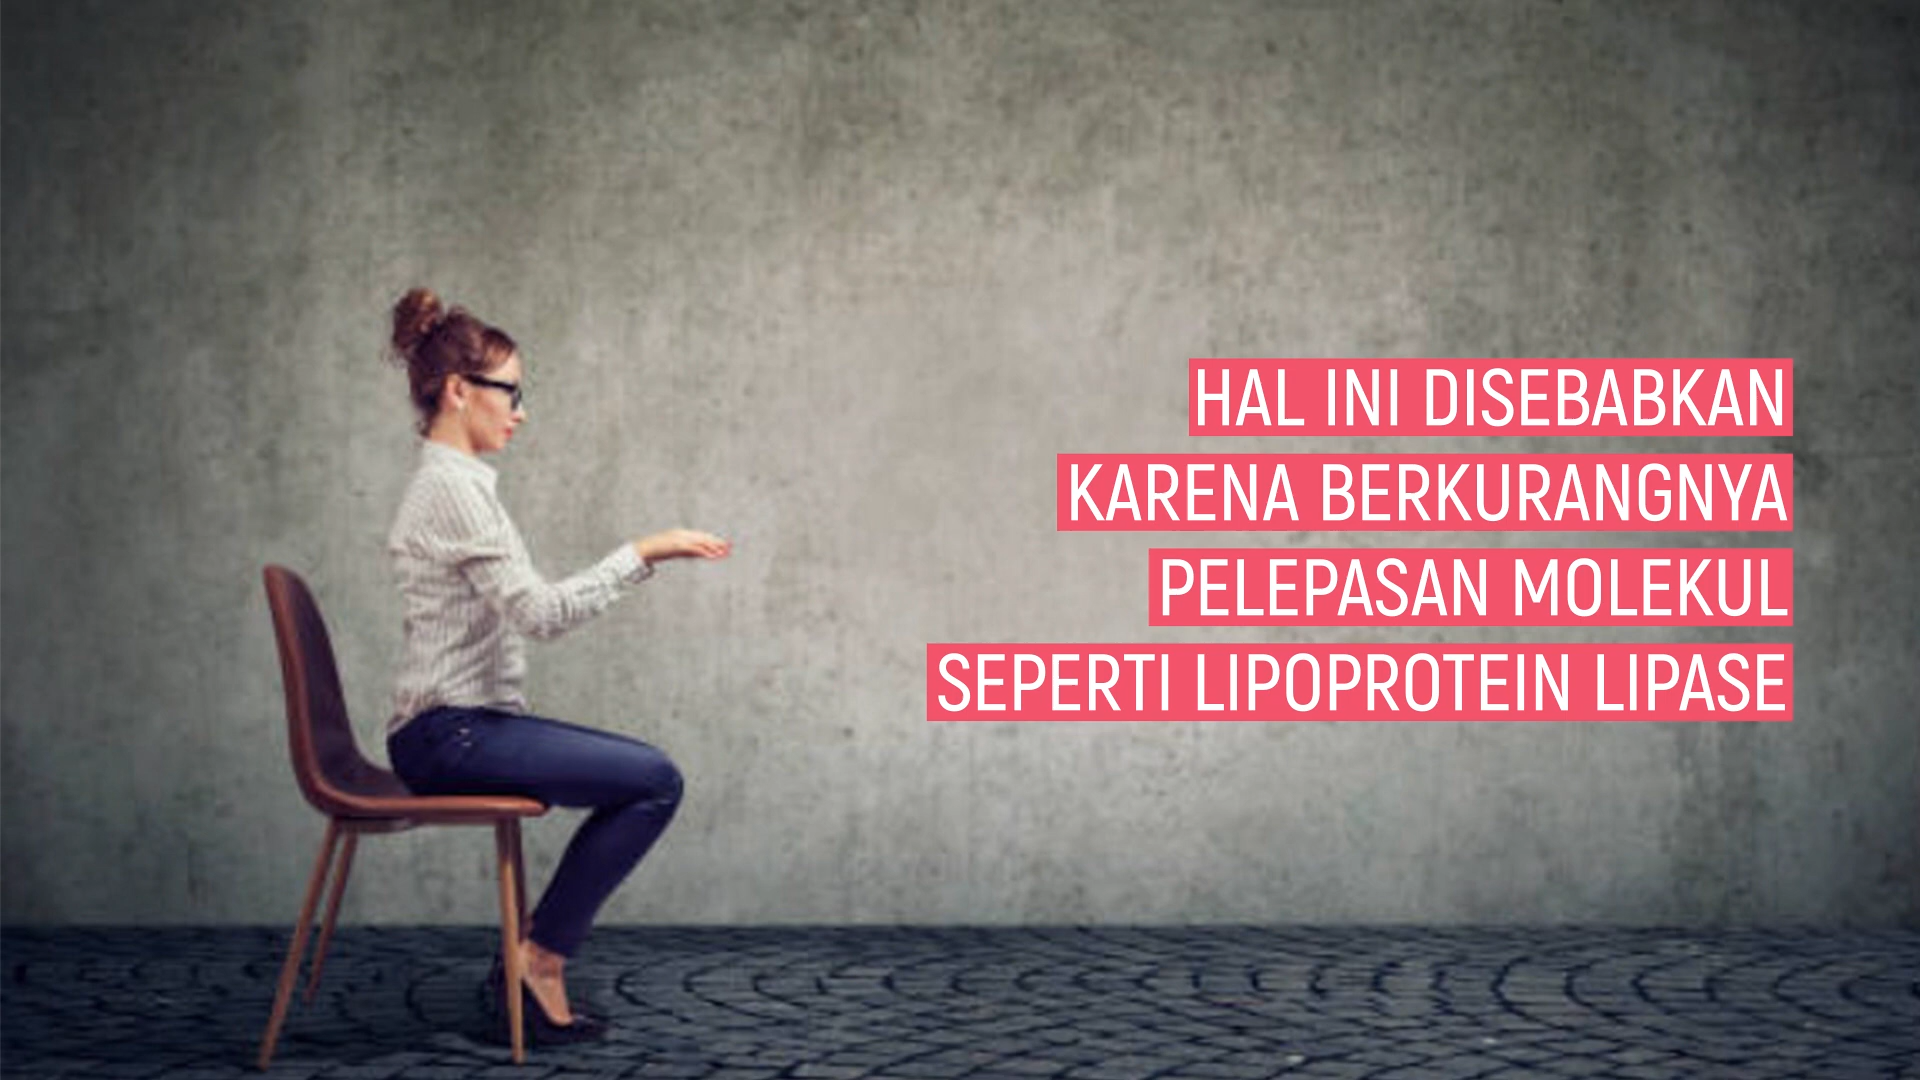 HAL INI DISEBABKAN
KARENA BERKURANGNYA
PELEPASAN MOLEKUL
SEPERTI LIPOPROTEIN LIPASE